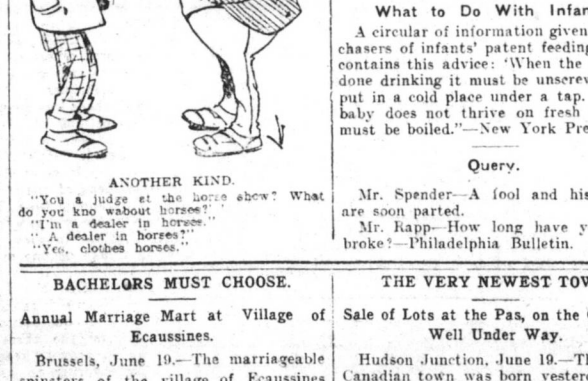 ANOTHER KIND.
"You a judge at the horse show? What
do you kno wabout horses?"
"I'm a dealer in horses."
" A dealer in horses?"
"Yes, clothes horses."
BACHELORS MUST CHOOSE.
Annual Marriage Mart at Village of
Ecaussines.
Brussels, June 19.—The marriageable
spinsters of the village of Ecaussines
What to Do With Infan
A circular of information given
chasers of infants' patent feeding
contains this advice: 'When the
done drinking it must be unscrew
put in a cold place under a tap.
baby does not thrive on fresh
must be boiled."—New York Pre
Query.
Mr. Spender—A fool and his
are soon parted.
Mr. Rapp—How long have y
broke?—Philadelphia Bulletin.
THE VERY NEWEST TOW
Sale of Lots at the Pas, on the
Well Under Way.
Hudson Junction, June 19.—Th
Canadian town was born yester